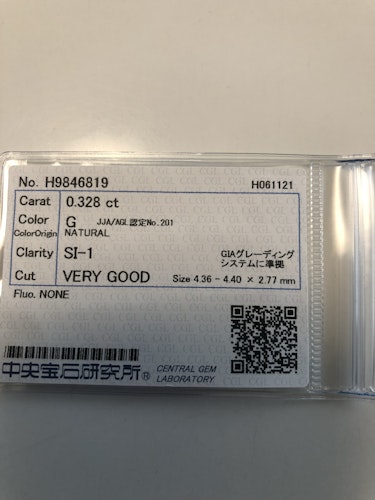 No. H9846819 H061121
Carat 0.328 ct
Color G JJA/AGL認定No.201
ColorOrigin NATURAL
Clarity SI-1 GIAグレーディング
システムに準拠
Cut VERY GOOD Size 4.36 - 4.40 × 2.77 mm
Fluo. NONE
中央宝石研究所® CENTRAL GEM
LABORATORY